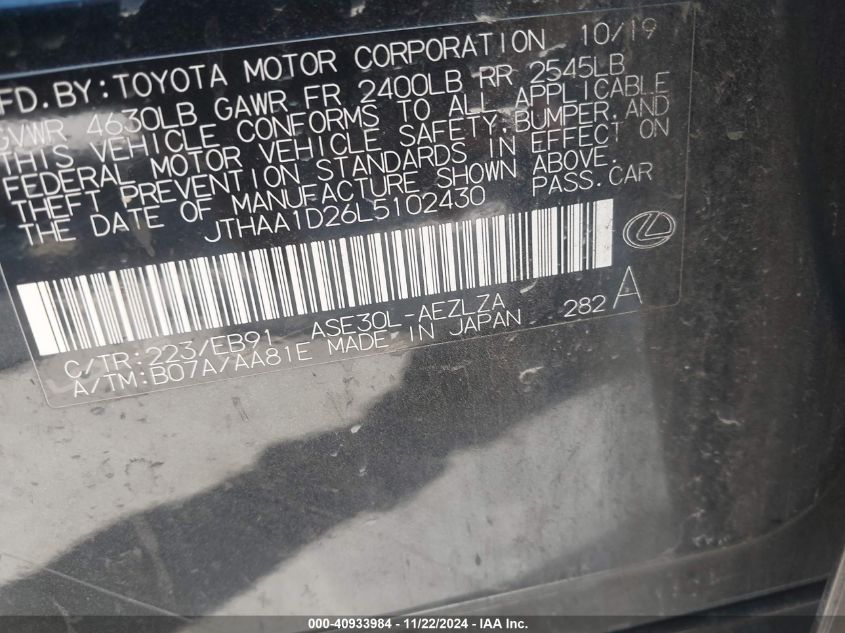 MFD.BY:TOYOTA MOTOR CORPORATION 10/19
GVWR 4630LB GAWR FR 2400LB RR 2545LB
THIS VEHICLE CONFORMS TO ALL APPLICABLE
FEDERAL MOTOR VEHICLE SAFETY,BUMPER,AND
THEFT PREVENTION STANDARDS IN EFFECT ON
THE DATE OF MANUFACTURE SHOWN ABOVE.
JTHAA1D26L5102430 PASS.CAR
C/TR:223/EB91 ASE30L-AEZLZA 282 A
A/TM:B07A/AA81E MADE IN JAPAN
000-40933984 - 11/22/2024 - IAA Inc.